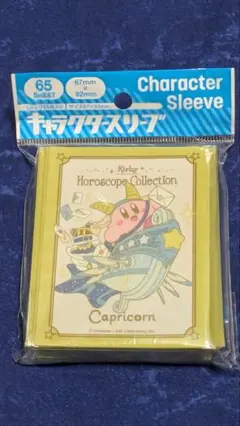 65
67mm
×
92mm
Character
Sleeve
キャラクタースリーブ
Kirby
Horoscope Collection
Capricorn